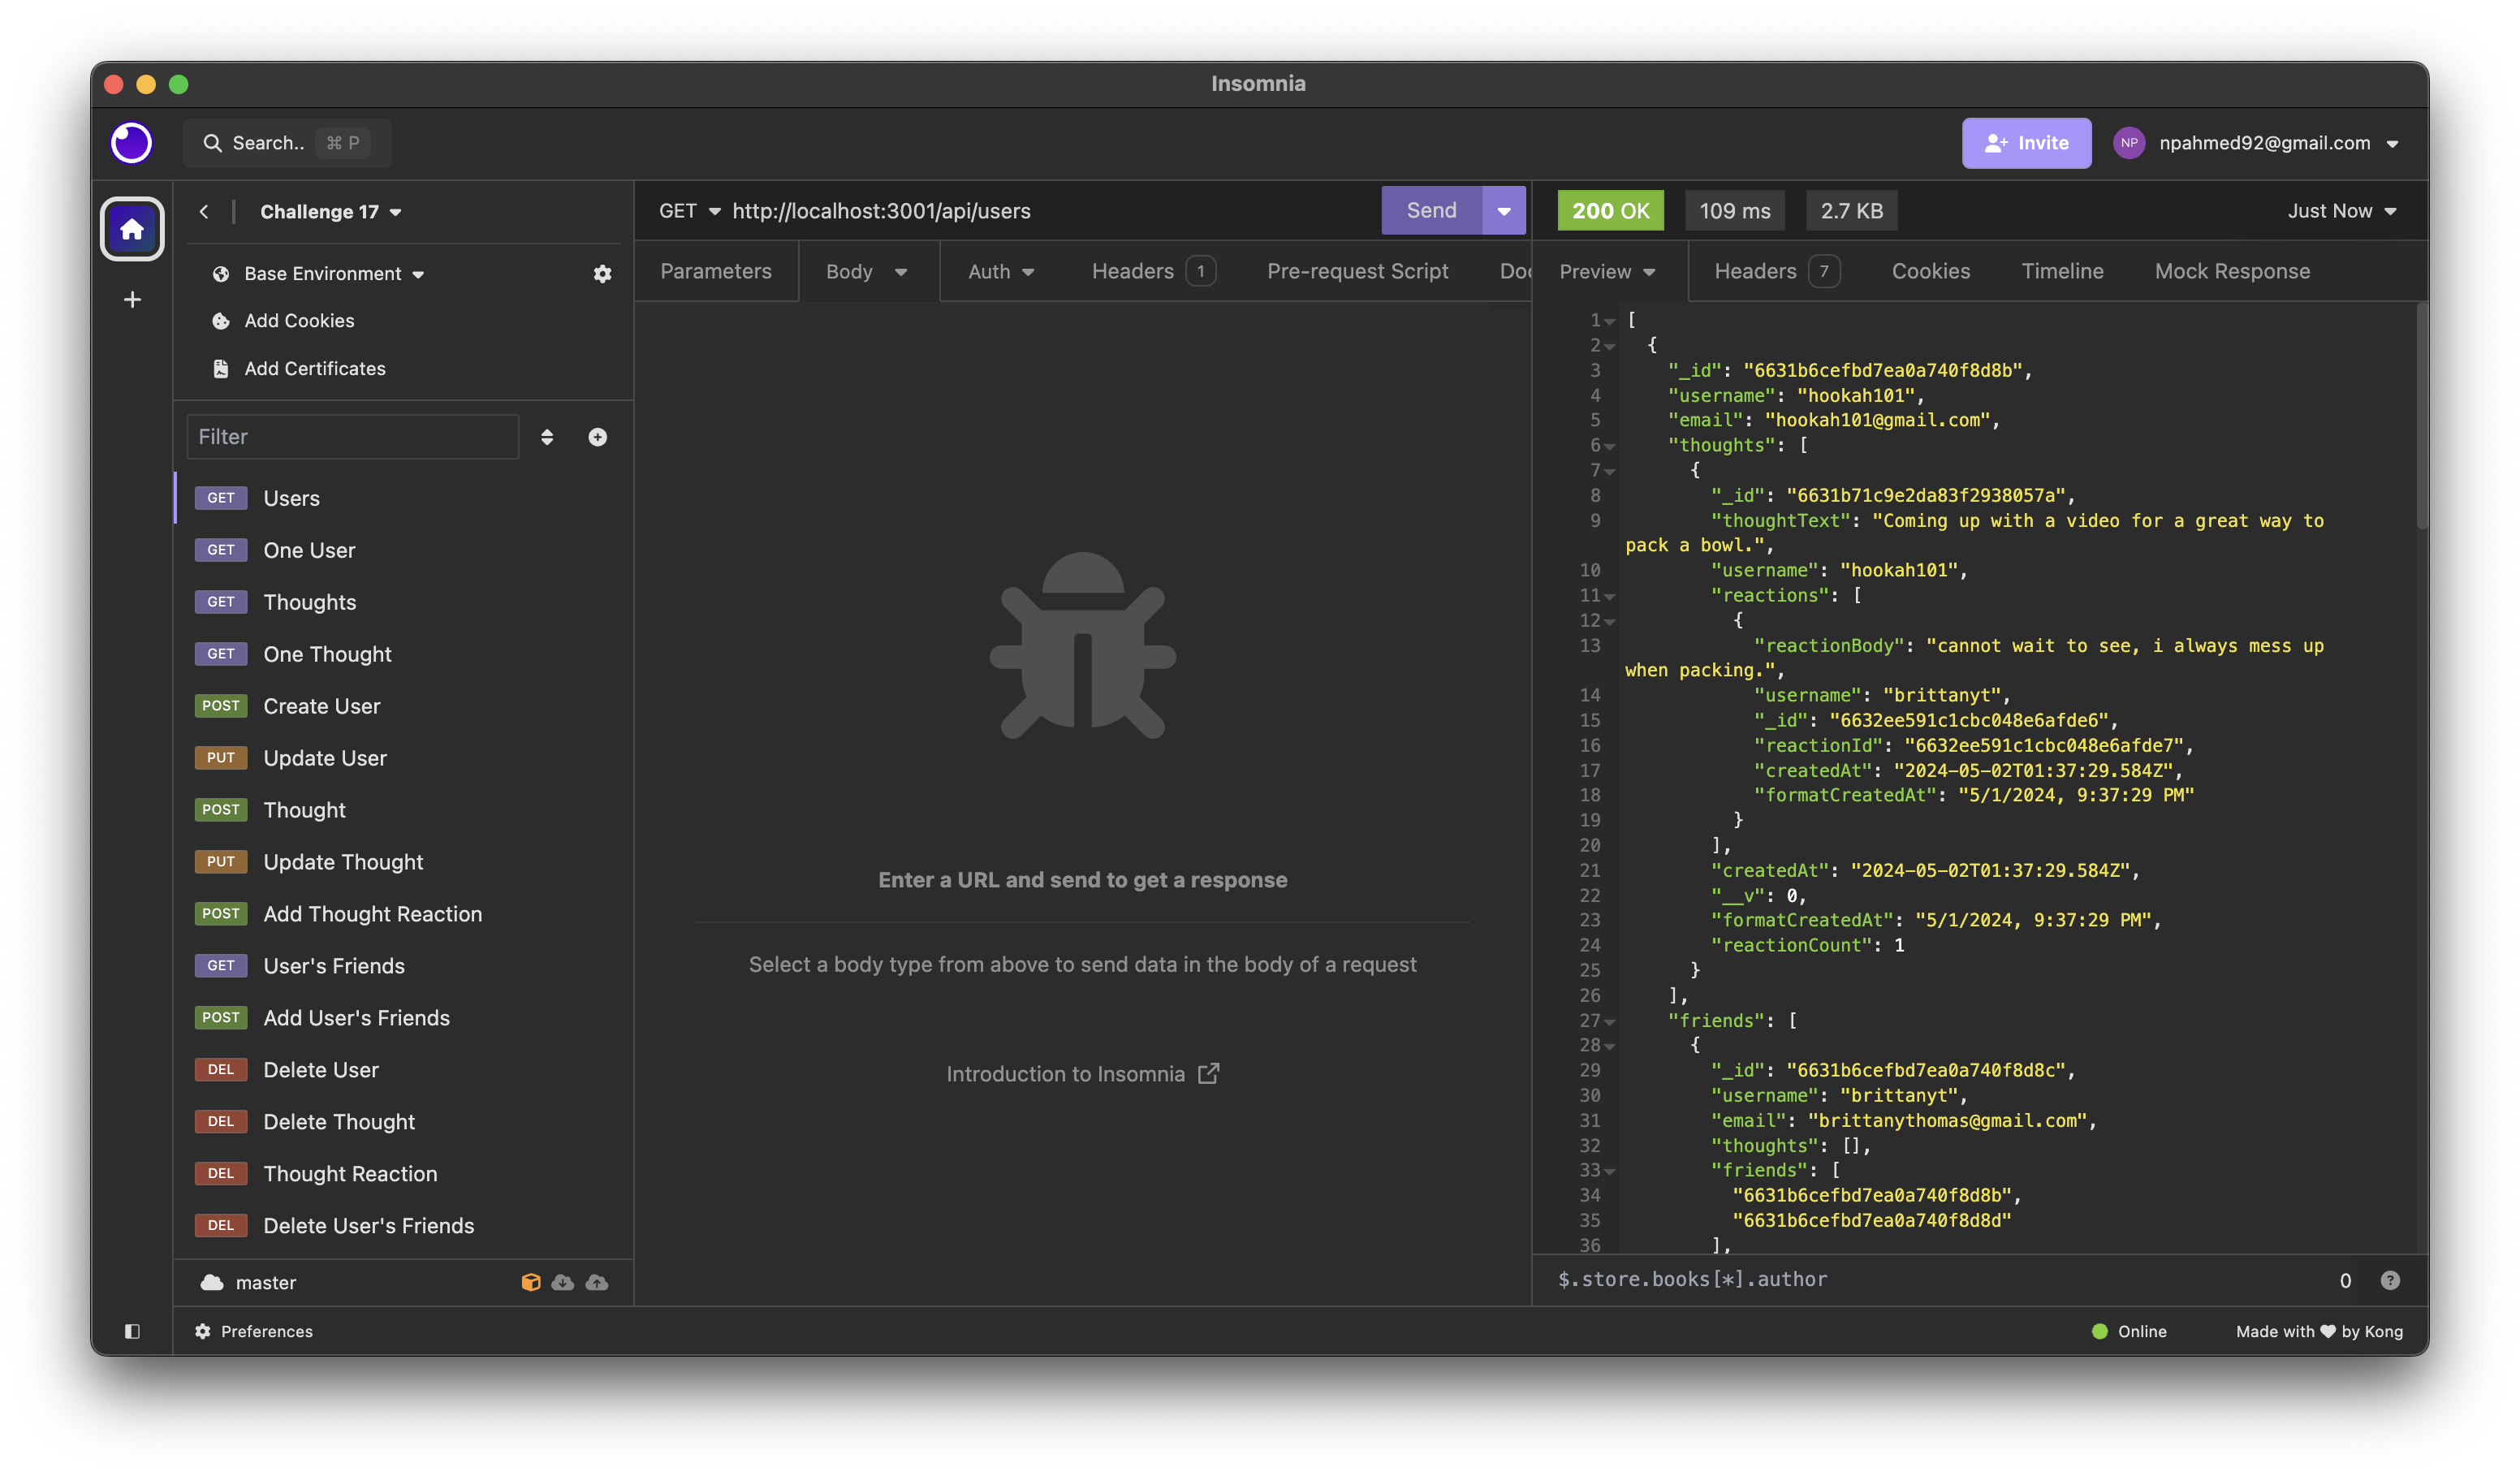 Insomnia
Search.. ⌘ P
Invite
NP npahmed92@gmail.com
Challenge 17
Base Environment
Add Cookies
Add Certificates
Filter
GET Users
GET One User
GET Thoughts
GET One Thought
POST Create User
PUT Update User
POST Thought
PUT Update Thought
POST Add Thought Reaction
GET User's Friends
POST Add User's Friends
DEL Delete User
DEL Delete Thought
DEL Thought Reaction
DEL Delete User's Friends
master
Preferences
GET http://localhost:3001/api/users Send
Parameters Body Auth Headers 1 Pre-request Script Doc
Enter a URL and send to get a response
Select a body type from above to send data in the body of a request
Introduction to Insomnia
200 OK 109 ms 2.7 KB Just Now
Preview Headers 7 Cookies Timeline Mock Response
1 [
2 {
3 "_id": "6631b6cefbd7ea0a740f8d8b",
4 "username": "hookah101",
5 "email": "hookah101@gmail.com",
6 "thoughts": [
7 {
8 "_id": "6631b71c9e2da83f2938057a",
9 "thoughtText": "Coming up with a video for a great way to
pack a bowl.",
10 "username": "hookah101",
11 "reactions": [
12 {
13 "reactionBody": "cannot wait to see, i always mess up
when packing.",
14 "username": "brittanyt",
15 "_id": "6632ee591c1cbc048e6afde6",
16 "reactionId": "6632ee591c1cbc048e6afde7",
17 "createdAt": "2024-05-02T01:37:29.584Z",
18 "formatCreatedAt": "5/1/2024, 9:37:29 PM"
19 }
20 ],
21 "createdAt": "2024-05-02T01:37:29.584Z",
22 "__v": 0,
23 "formatCreatedAt": "5/1/2024, 9:37:29 PM",
24 "reactionCount": 1
25 }
26 ],
27 "friends": [
28 {
29 "_id": "6631b6cefbd7ea0a740f8d8c",
30 "username": "brittanyt",
31 "email": "brittanythomas@gmail.com",
32 "thoughts": [],
33 "friends": [
34 "6631b6cefbd7ea0a740f8d8b",
35 "6631b6cefbd7ea0a740f8d8d"
36 ],
$.store.books[*].author 0 ?
Online Made with ♥ by Kong